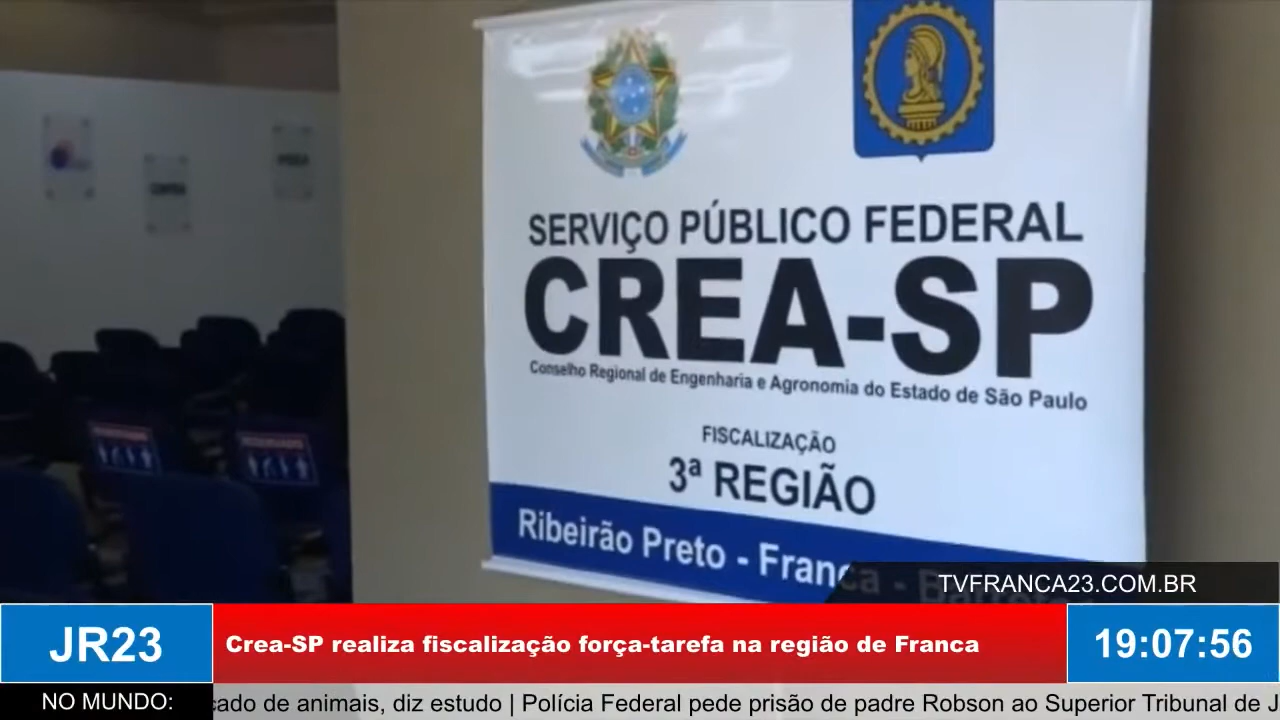 SERVIÇO PÚBLICO FEDERAL
CREA-SP
Conselho Regional de Engenharia e Agronomia do Estado de São Paulo
FISCALIZAÇÃO
3ª REGIÃO
Ribeirão Preto - Franca -
TVFRANCA23.COM.BR
JR23
Crea-SP realiza fiscalização força-tarefa na região de Franca
19:07:56
NO MUNDO:
cado de animais, diz estudo | Polícia Federal pede prisão de padre Robson ao Superior Tribunal de J